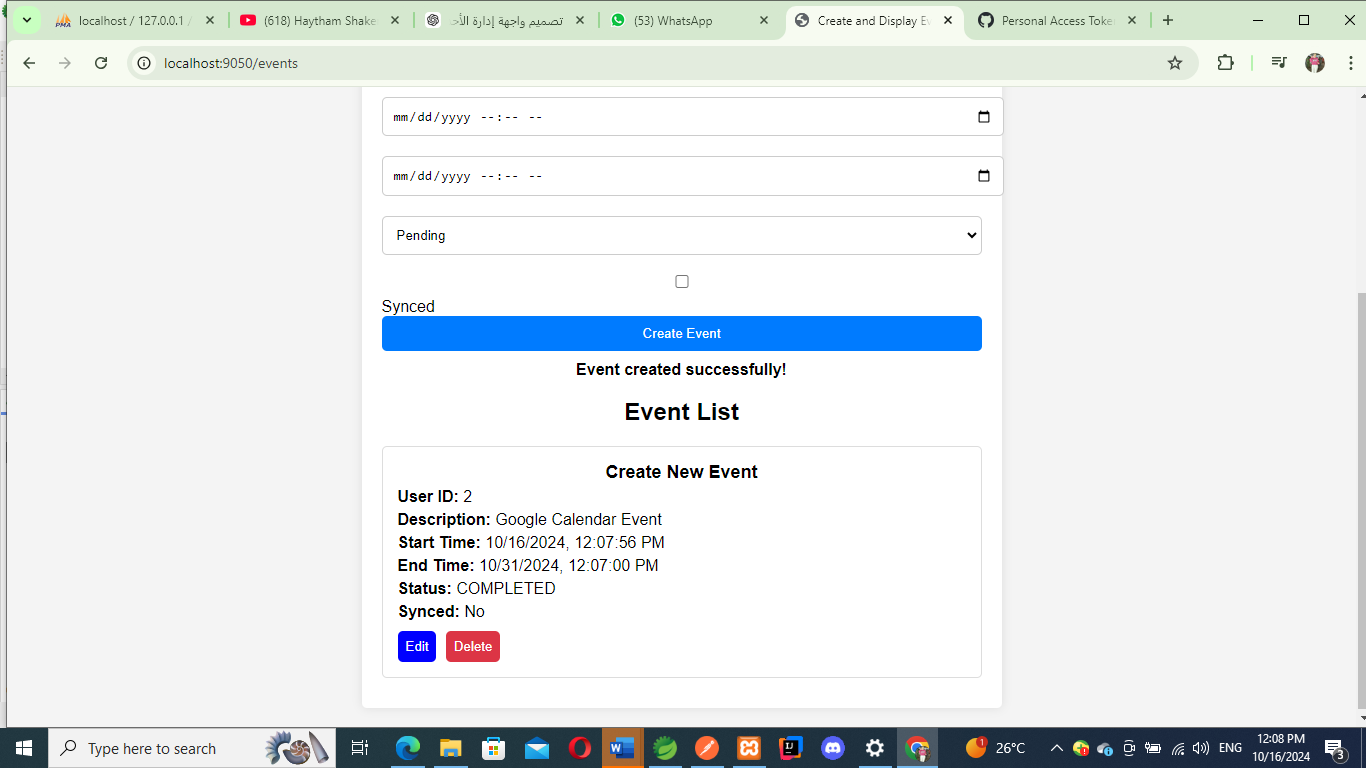 localhost / 127.0.0.1 /
(618) Haytham Shake
تصميم واجهة إدارة الأح
(53) WhatsApp
Create and Display Ev
Personal Access Toke
localhost:9050/events
mm/dd/yyyy --:-- --
mm/dd/yyyy --:-- --
Pending
Synced
Create Event
Event created successfully!
Event List
Create New Event
User ID: 2
Description: Google Calendar Event
Start Time: 10/16/2024, 12:07:56 PM
End Time: 10/31/2024, 12:07:00 PM
Status: COMPLETED
Synced: No
Edit Delete
Type here to search
26°C
ENG
12:08 PM
10/16/2024
3